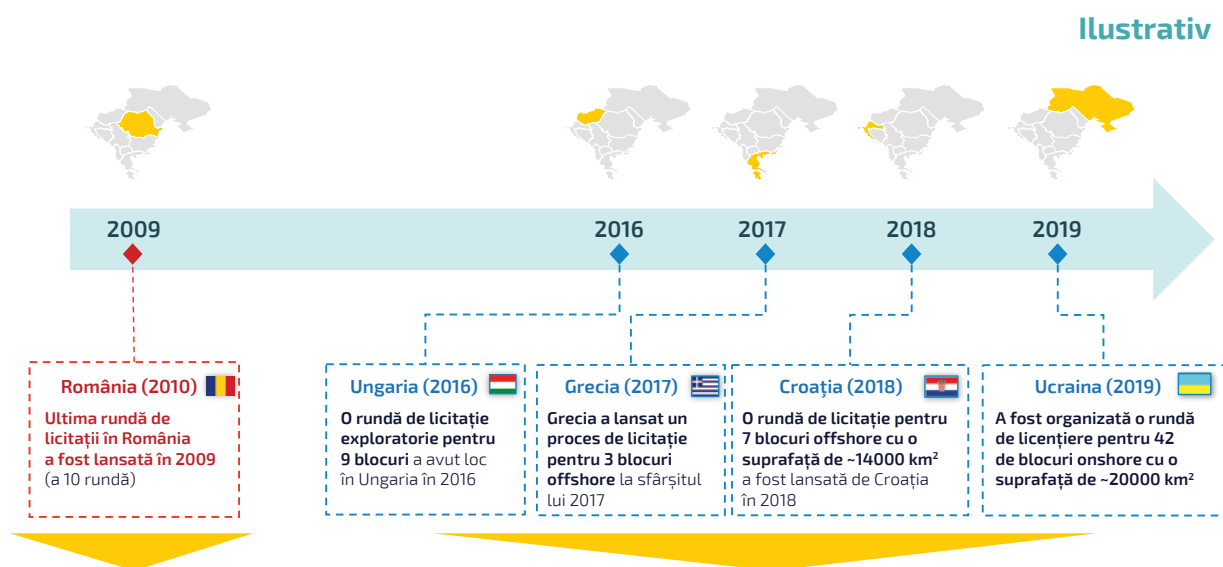 Ilustrativ
2009
2016
2017
2018
2019
România (2010)
Ultima rundă de
licitații în România
a fost lansată în 2009
(a 10 rundă)
Ungaria (2016)
O rundă de licitație
exploratorie pentru
9 blocuri a avut loc
în Ungaria în 2016
Grecia (2017)
Grecia a lansat un
proces de licitație
pentru 3 blocuri
offshore la sfârșitul
lui 2017
Croația (2018)
O rundă de licitație pentru
7 blocuri offshore cu o
suprafață de ~14000 km²
a fost lansată de Croația
în 2018
Ucraina (2019)
A fost organizată o rundă
de licențiere pentru 42
de blocuri onshore cu o
suprafață de ~20000 km²